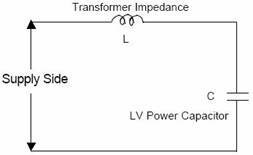 Transformer Impedance
L
Supply Side
C
LV Power Capacitor